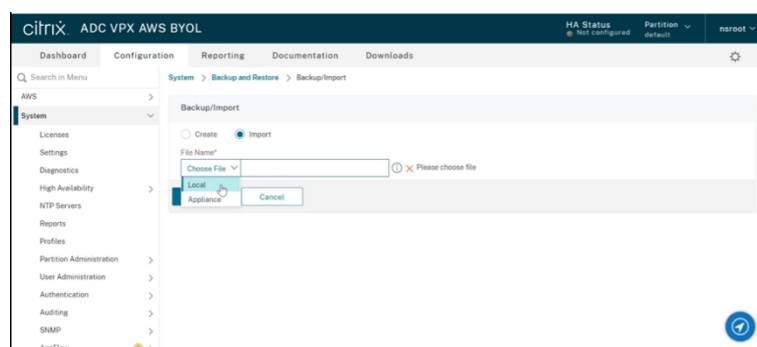 citrix. ADC VPX AWS BYOL
HA Status
Not configured
Partition
default
nsroot
Dashboard Configuration Reporting Documentation Downloads
Search in Menu
AWS
System
Licenses
Settings
Diagnostics
High Availability
NTP Servers
Reports
Profiles
Partition Administration
User Administration
Authentication
Auditing
SNMP
AppFlow
System > Backup and Restore > Backup/Import
Backup/Import
Create Import
File Name*
Choose File
Please choose file
Local
Appliance
Cancel